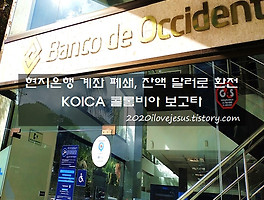 Banco de Occident
현지은행 계좌 폐쇄, 잔액 달러로 환전
KOICA 콜롬비아 보고타
2020ilovejesus.tistory.com